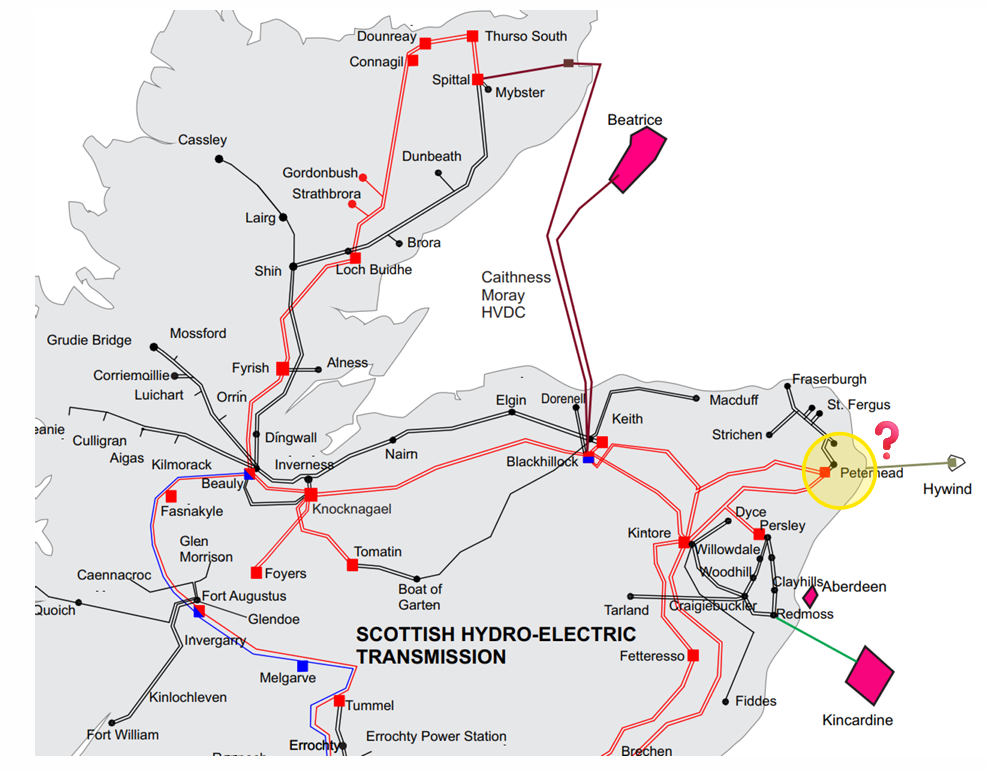 Dounreay
Thurso South
Connagil
Spittal
Mybster
Beatrice
Cassley
Dunbeath
Gordonbush
Strathbrora
Lairg
Brora
Shin
Loch Buidhe
Caithness
Moray
HVDC
Grudie Bridge
Mossford
Corriemoillie
Fyrish
Alness
Luichart
Orrin
Fraserburgh
Elgin
Dorenell
Macduff
St. Fergus
Keith
Strichen
?
eanie
Culligran
Dingwall
Nairn
Aigas
Kilmorack
Inverness
Blackhillock
Peterhead
Beauly
Hywind
Fasnakyle
Knocknagael
Dyce
Persley
Kintore
Glen
Morrison
Tomatin
Willowdale
Caennacroc
Foyers
Woodhill
Clayhills
Aberdeen
Fort Augustus
Boat of
Garten
Quoich
Tarland
Craigiebuckler
Redmoss
Glendoe
Invergarry
SCOTTISH HYDRO-ELECTRIC
TRANSMISSION
Fetteresso
Melgarve
Kinlochleven
Tummel
Fiddes
Kincardine
Fort William
Errochty
Errochty Power Station
Brechen